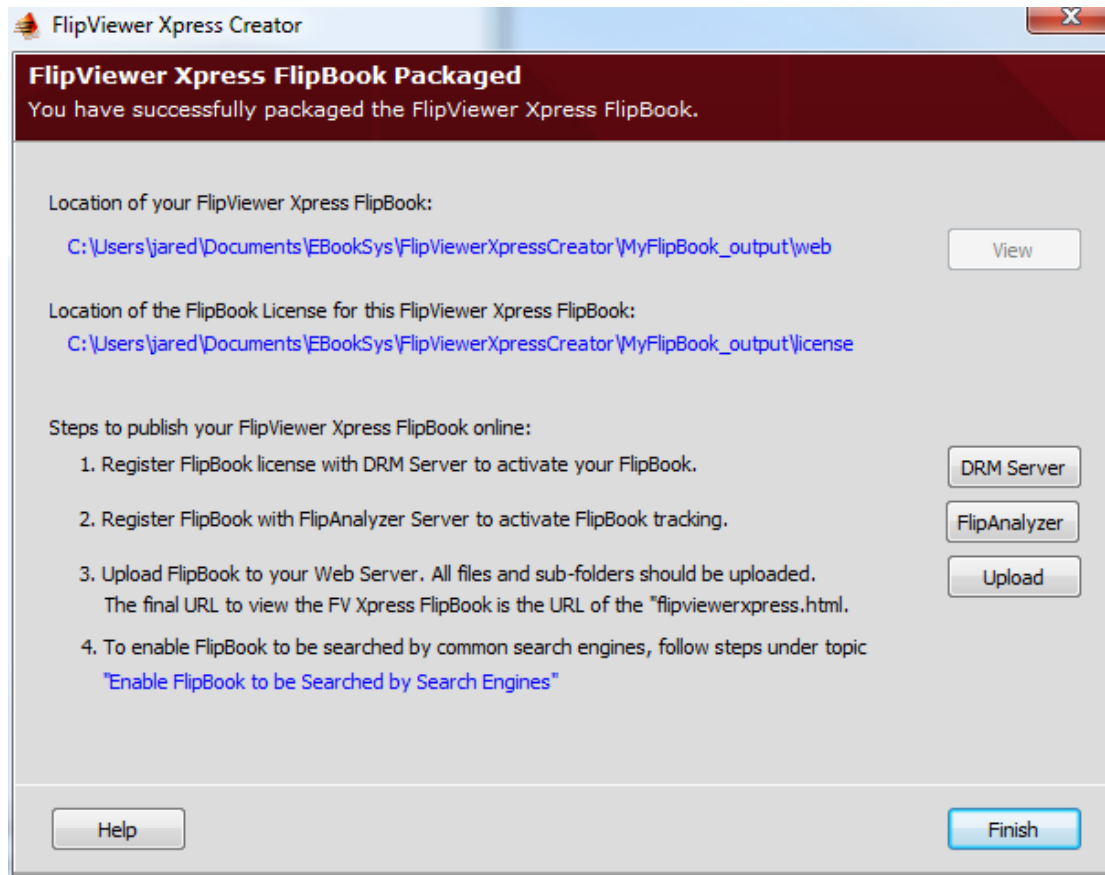 FlipViewer Xpress Creator
X
FlipViewer Xpress FlipBook Packaged
You have successfully packaged the FlipViewer Xpress FlipBook.
Location of your FlipViewer Xpress FlipBook:
C:\Users\jared\Documents\EBookSys\FlipViewerXpressCreator\MyFlipBook_output\web
View
Location of the FlipBook License for this FlipViewer Xpress FlipBook:
C:\Users\jared\Documents\EBookSys\FlipViewerXpressCreator\MyFlipBook_output\license
Steps to publish your FlipViewer Xpress FlipBook online:
1. Register FlipBook license with DRM Server to activate your FlipBook.
DRM Server
2. Register FlipBook with FlipAnalyzer Server to activate FlipBook tracking.
FlipAnalyzer
3. Upload FlipBook to your Web Server. All files and sub-folders should be uploaded.
Upload
The final URL to view the FV Xpress FlipBook is the URL of the "flipviewerxpress.html.
4. To enable FlipBook to be searched by common search engines, follow steps under topic
"Enable FlipBook to be Searched by Search Engines"
Help
Finish